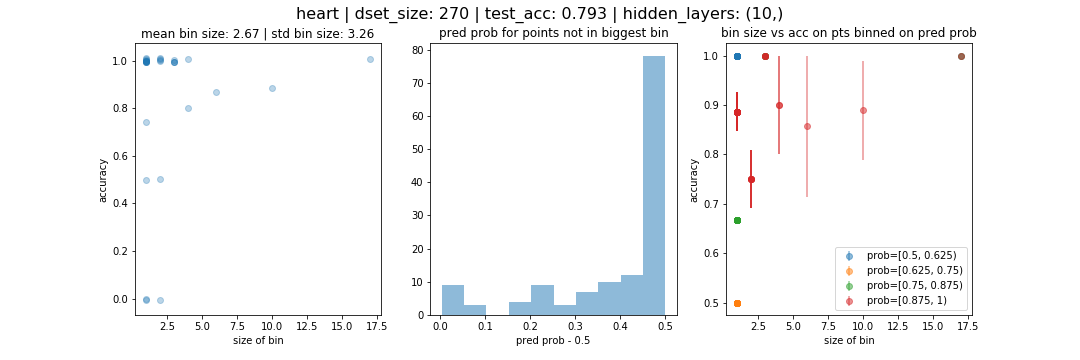 heart | dset_size: 270 | test_acc: 0.793 | hidden_layers: (10,)
mean bin size: 2.67 | std bin size: 3.26
1.0
0.8
0.6
0.4
0.2
0.0
accuracy
2.5 5.0 7.5 10.0 12.5 15.0 17.5
size of bin
pred prob for points not in biggest bin
80
70
60
50
40
30
20
10
0
0.0 0.1 0.2 0.3 0.4 0.5
pred prob - 0.5
bin size vs acc on pts binned on pred prob
1.0
0.9
0.8
0.7
0.6
0.5
accuracy
prob=[0.5, 0.625)
prob=[0.625, 0.75)
prob=[0.75, 0.875)
prob=[0.875, 1)
2.5 5.0 7.5 10.0 12.5 15.0 17.5
size of bin